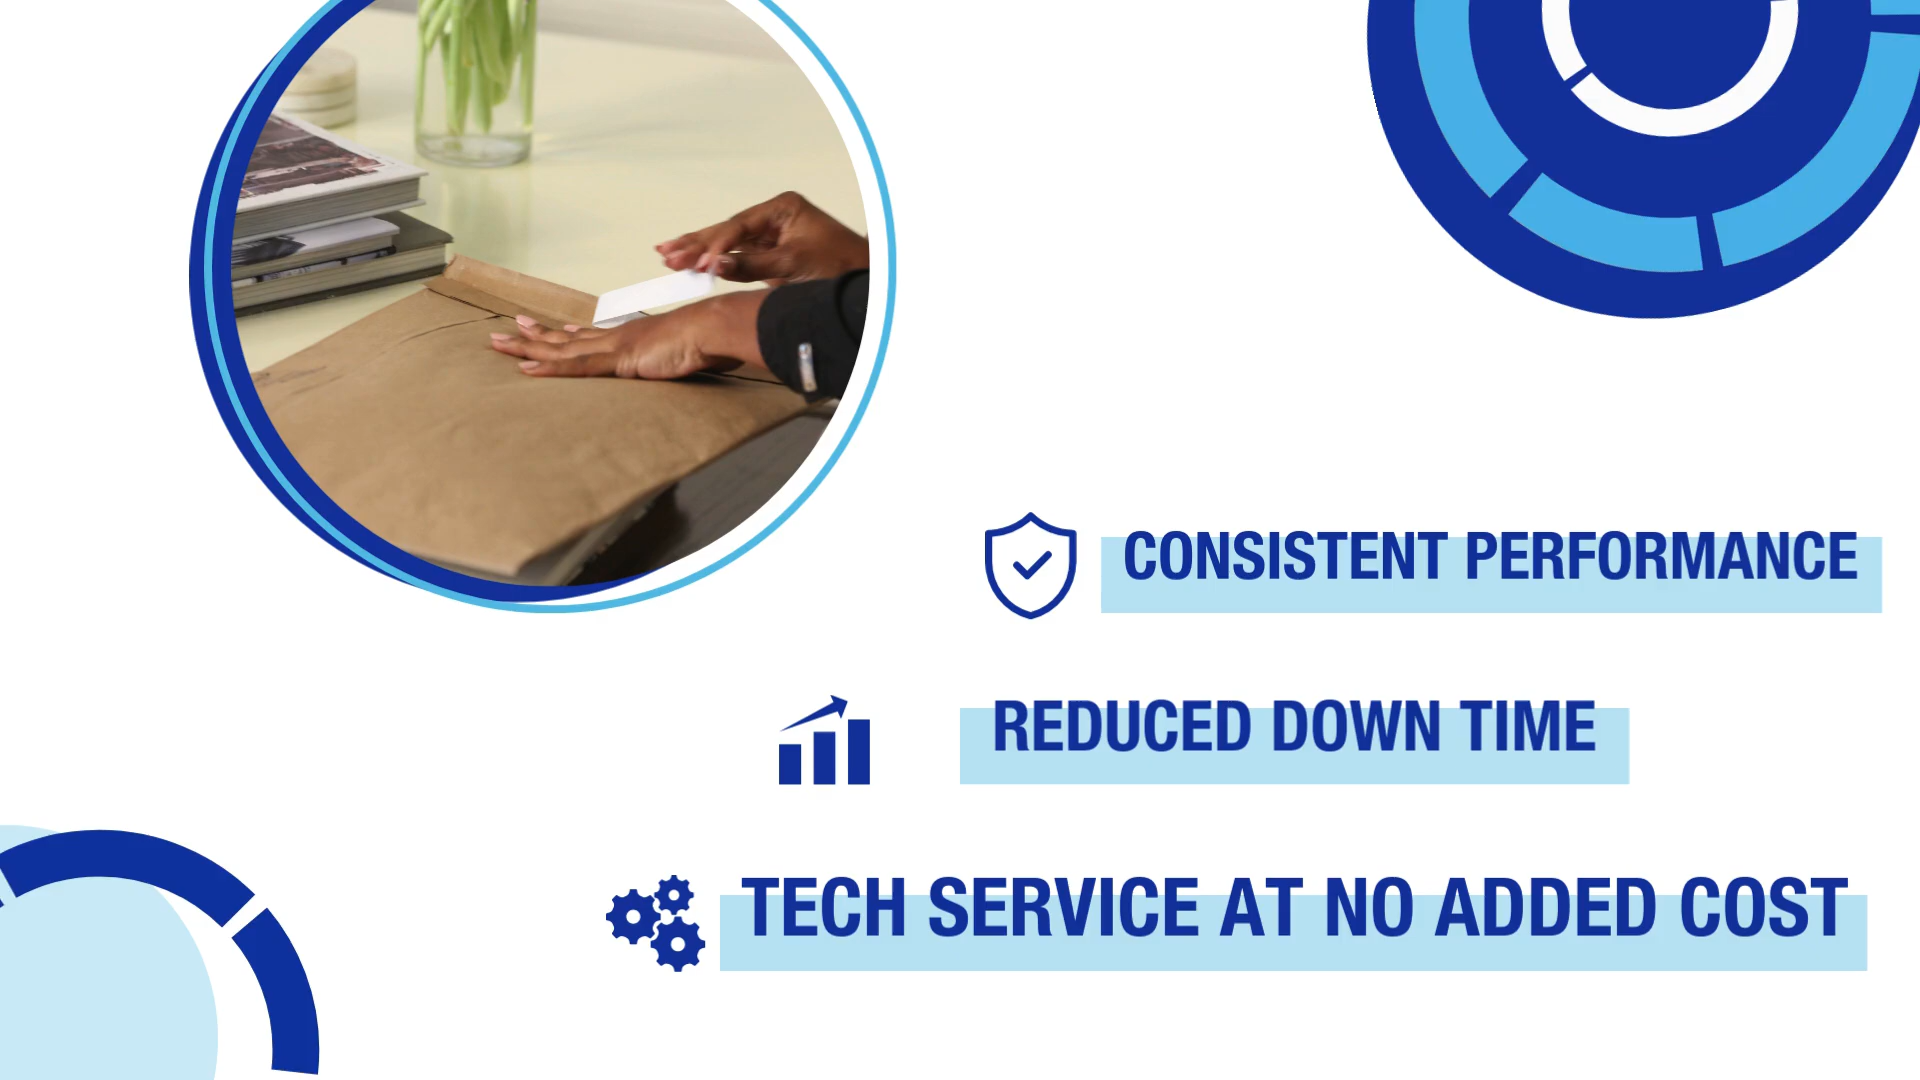 CONSISTENT PERFORMANCE
REDUCED DOWN TIME
TECH SERVICE AT NO ADDED COST